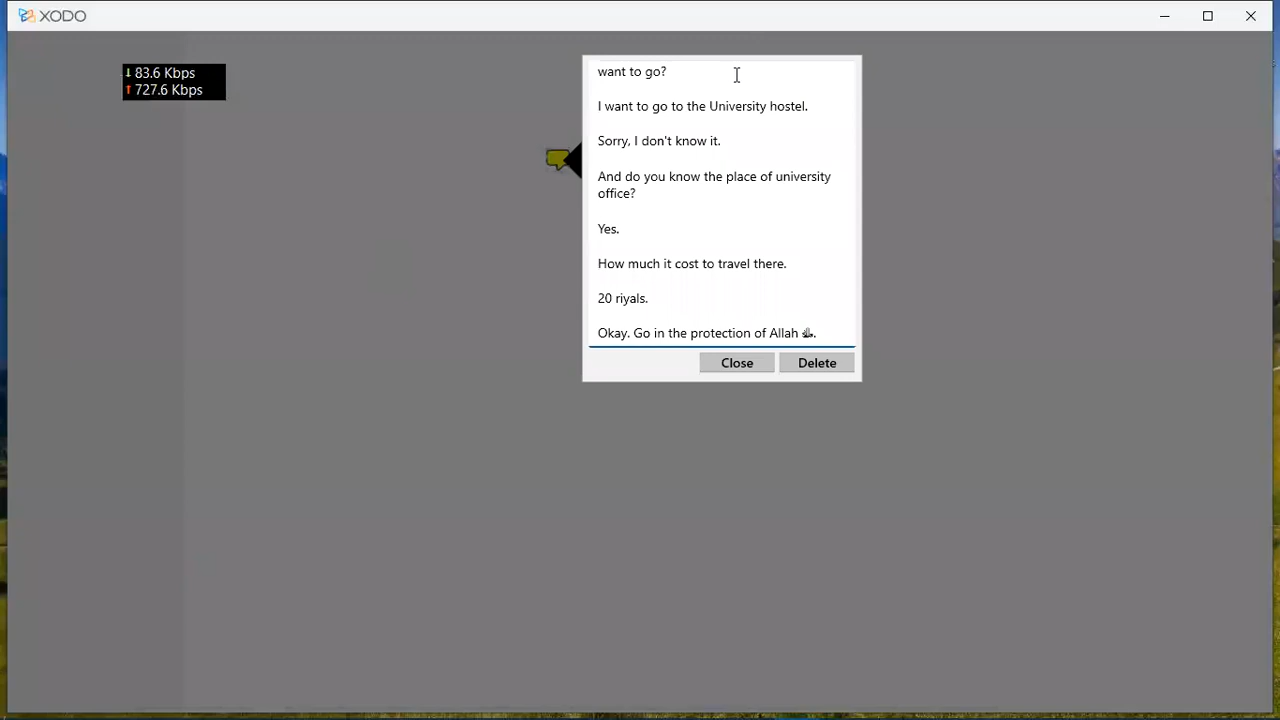 XODO
↓ 83.6 Kbps
↑ 727.6 Kbps
want to go?
I want to go to the University hostel.
Sorry, I don't know it.
And do you know the place of university
office?
Yes.
How much it cost to travel there.
20 riyals.
Okay. Go in the protection of Allah ﷻ.
Close
Delete